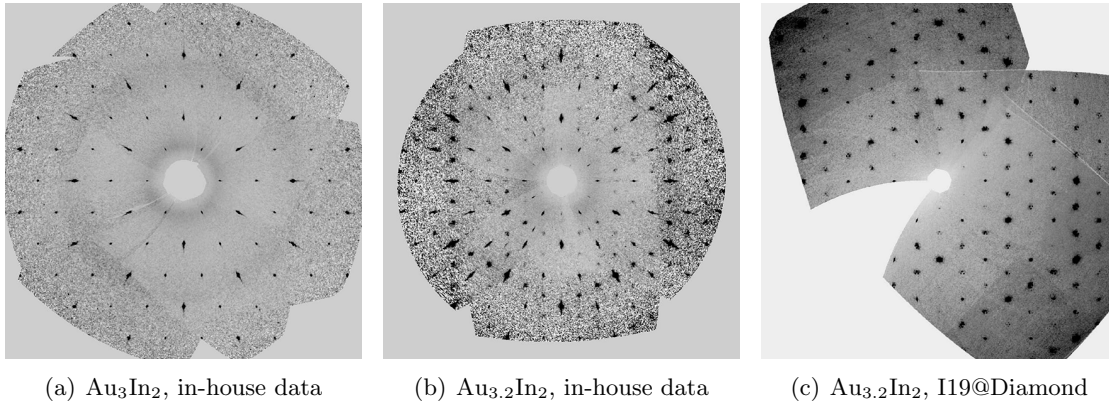 (a) Au₃In₂, in-house data
(b) Au₃.₂In₂, in-house data
(c) Au₃.₂In₂, I19@Diamond